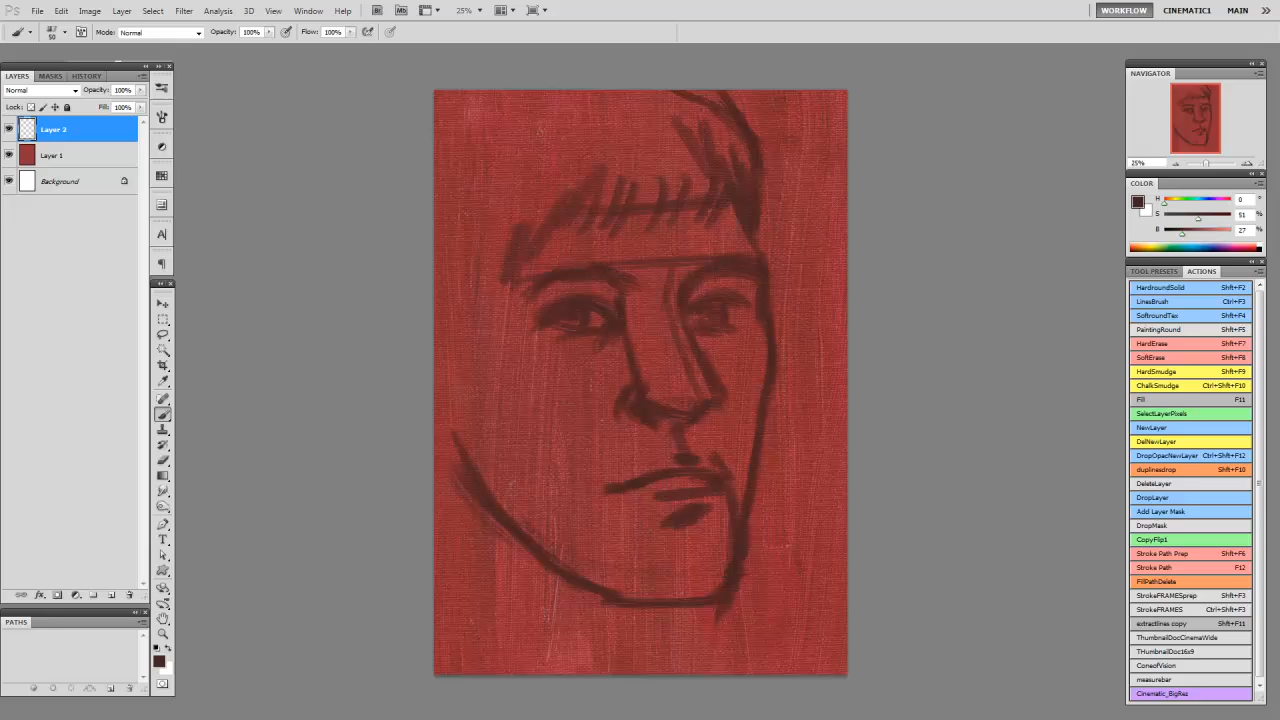 Ps File Edit Image Layer Select Filter Analysis 3D View Window Help Br Mb 25% WORKFLOW CINEMATIC1 MAIN
50 Mode: Normal Opacity: 100% Flow: 100%
LAYERS MASKS HISTORY
Normal Opacity: 100%
Lock: Fill: 100%
Layer 2
Layer 1
Background
PATHS
NAVIGATOR
25%
COLOR
H 0 °
S 51 %
B 27 %
TOOL PRESETS ACTIONS
HardroundSolid Shft+F2
LinesBrush Ctrl+F3
SoftroundTex Shft+F4
PaintingRound Shft+F5
HardErase Shft+F7
SoftErase Shft+F8
HardSmudge Shft+F9
ChalkSmudge Ctrl+Shft+F10
Fill F11
SelectLayerPixels
NewLayer
DelNewLayer
DropOpacNewLayer Ctrl+Shft+F12
duplinesdrop Shft+F10
DeleteLayer
DropLayer
Add Layer Mask
DropMask
CopyFlip1
Stroke Path Prep Shft+F6
Stroke Path F12
FillPathDelete
StrokeFRAMESprep Shft+F3
StrokeFRAMES Ctrl+Shft+F3
extractlines copy Shft+F11
ThumbnailDocCinemaWide
THumbnailDoc16x9
ConeofVision
measurebar
Cinematic_BigRez